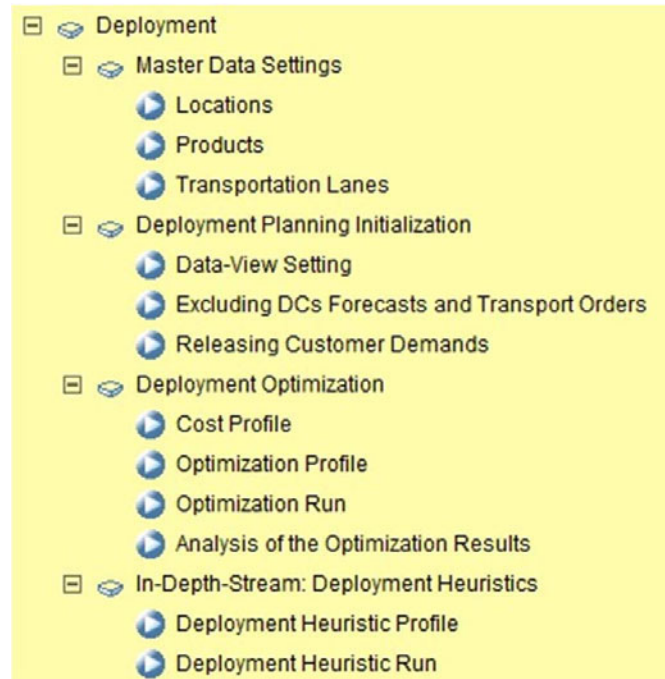 Deployment
Master Data Settings
Locations
Products
Transportation Lanes
Deployment Planning Initialization
Data-View Setting
Excluding DCs Forecasts and Transport Orders
Releasing Customer Demands
Deployment Optimization
Cost Profile
Optimization Profile
Optimization Run
Analysis of the Optimization Results
In-Depth-Stream: Deployment Heuristics
Deployment Heuristic Profile
Deployment Heuristic Run